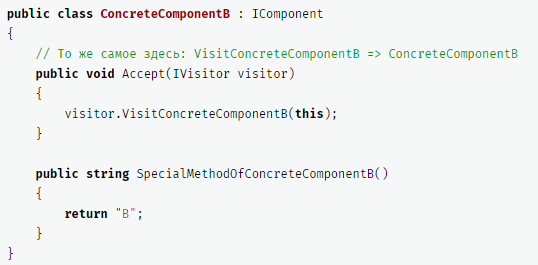 public class ConcreteComponentB : IComponent
{
    // То же самое здесь: VisitConcreteComponentB => ConcreteComponentB
    public void Accept(IVisitor visitor)
    {
        visitor.VisitConcreteComponentB(this);
    }

    public string SpecialMethodOfConcreteComponentB()
    {
        return "B";
    }
}